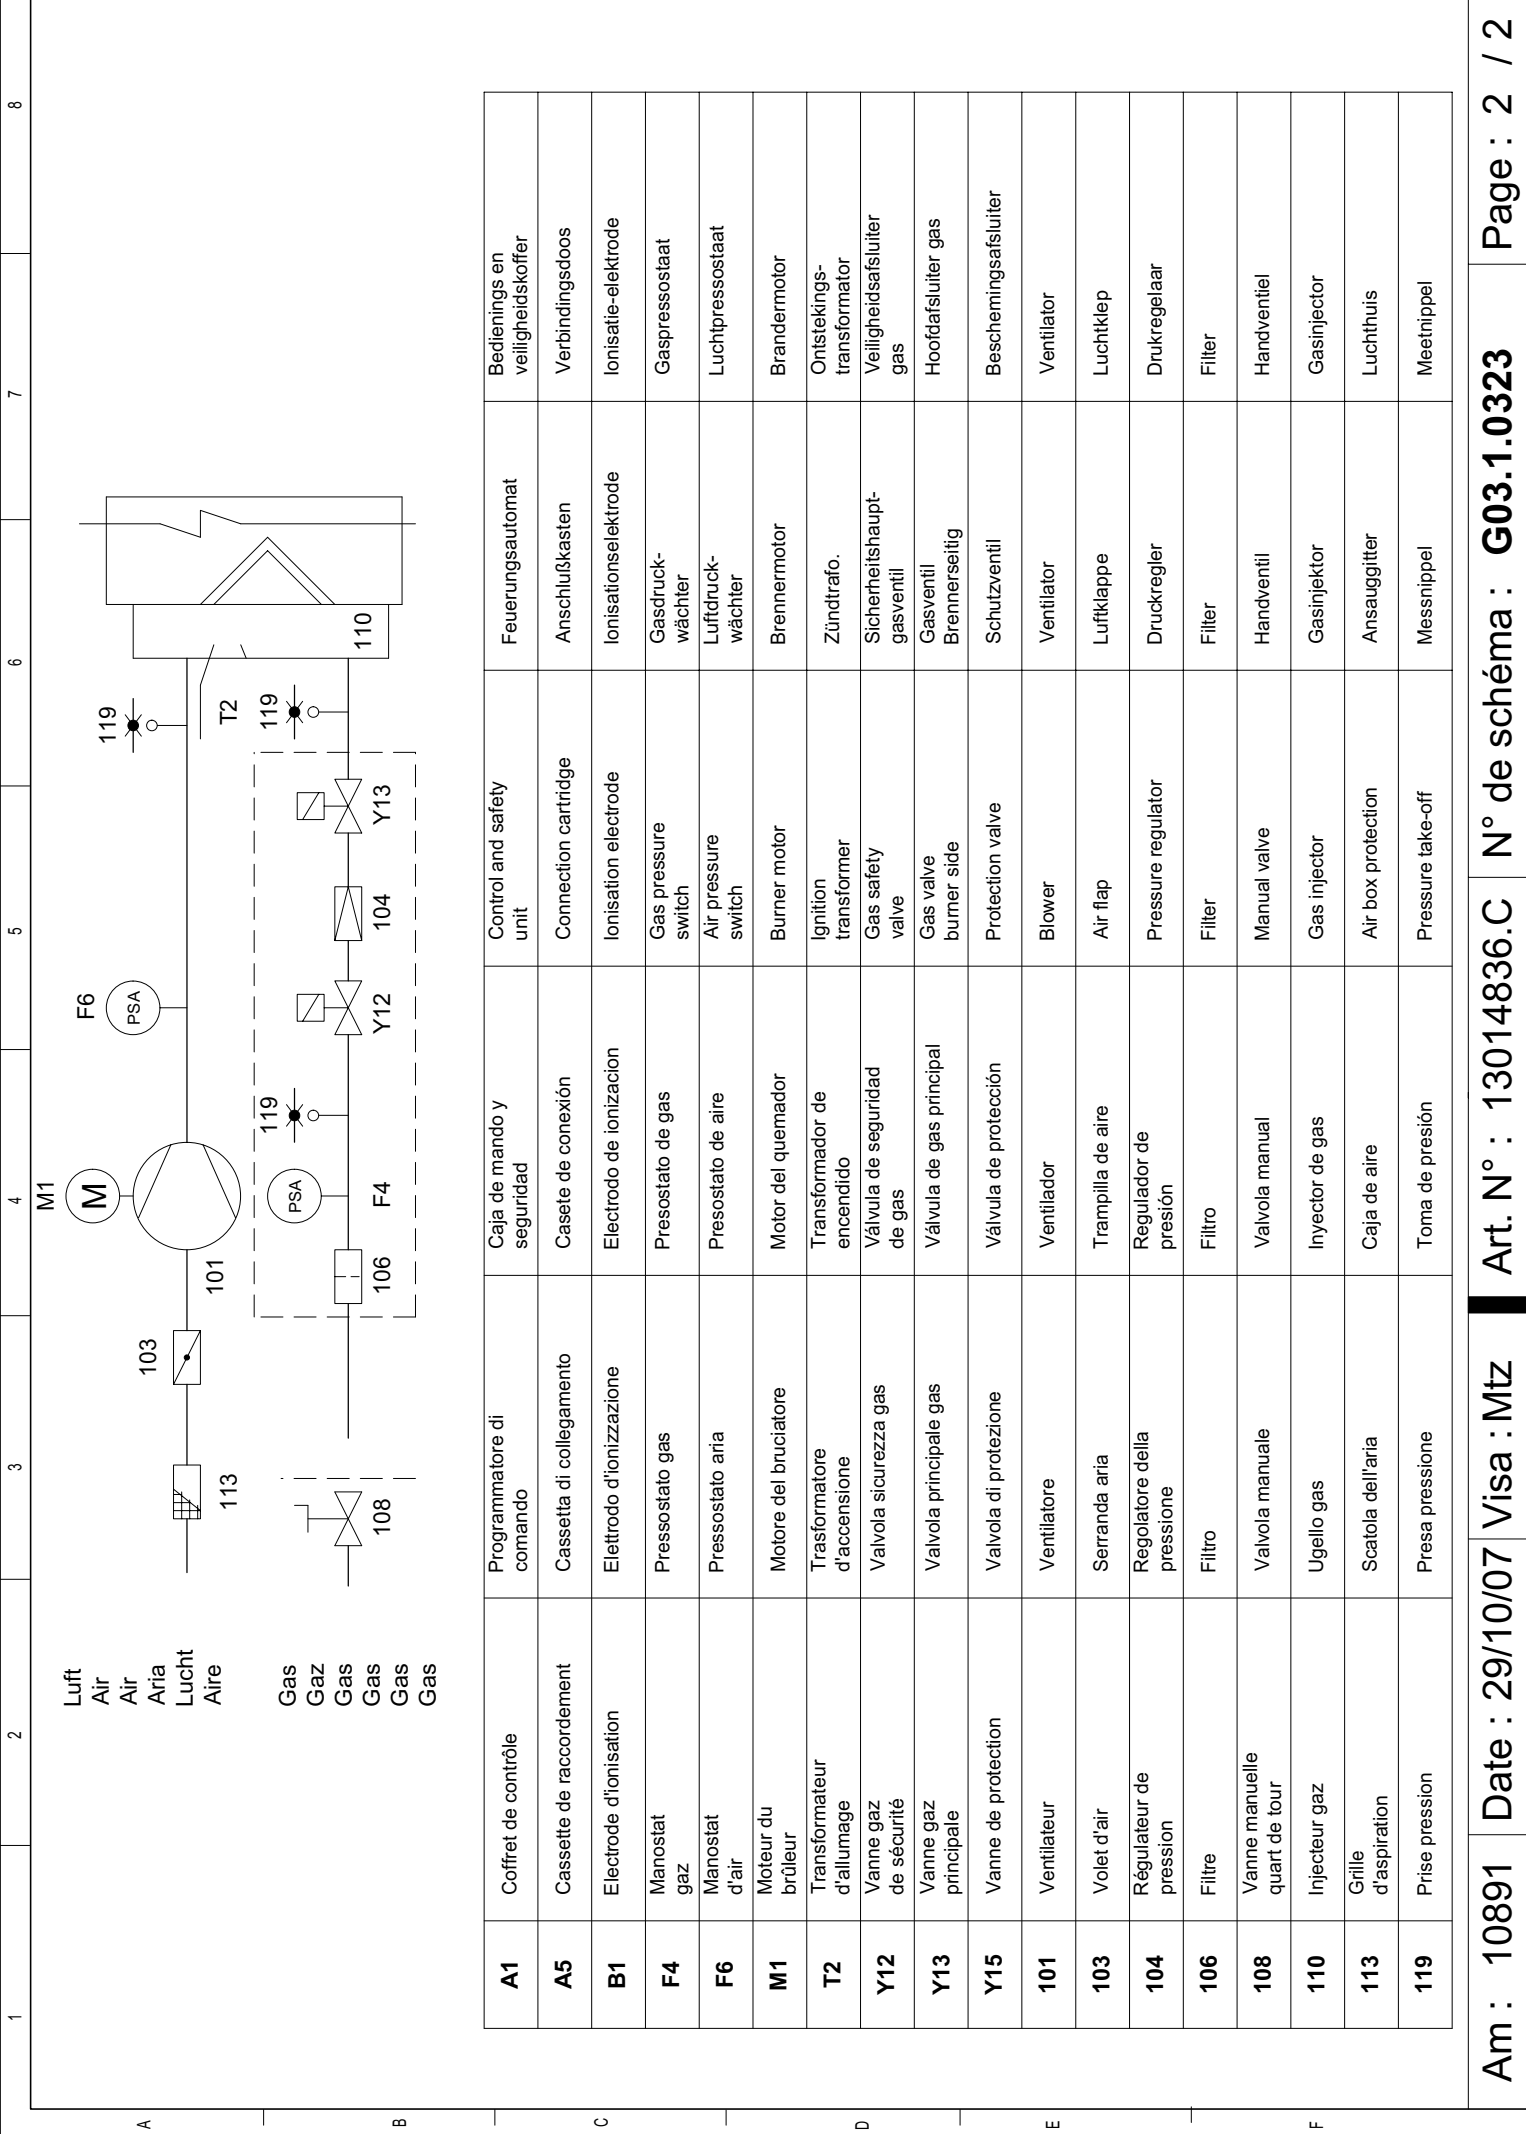 1 2 3 4 5 6 7 8
A
B
C
D
E
F
Luft
Air
Air
Aria
Lucht
Aire
Gas
Gaz
Gas
Gas
Gas
Gas
M1
M
F6
PSA
113
103
101
119
T2
110
108
106
PSA
F4
119
Y12
104
Y13
119
A1
Coffret de contrôle
Programmatore di
comando
Caja de mando y
seguridad
Control and safety
unit
Feuerungsautomat
Bedienings en
veiligheidskoffer
A5
Cassette de raccordement
Cassetta di collegamento
Casete de conexión
Connection cartridge
Anschlußkasten
Verbindingsdoos
B1
Electrode d'ionisation
Elettrodo d'ionizzazione
Electrodo de ionizacion
Ionisation electrode
Ionisationselektrode
Ionisatie-elektrode
F4
Manostat
gaz
Pressostato gas
Presostato de gas
Gas pressure
switch
Gasdruck-
wächter
Gaspressostaat
F6
Manostat
d'air
Pressostato aria
Presostato de aire
Air pressure
switch
Luftdruck-
wächter
Luchtpressostaat
M1
Moteur du
brûleur
Motore del bruciatore
Motor del quemador
Burner motor
Brennermotor
Brandermotor
T2
Transformateur
d'allumage
Trasformatore
d'accensione
Transformador de
encendido
Ignition
transformer
Zündtrafo.
Ontstekings-
transformator
Y12
Vanne gaz
de sécurité
Valvola sicurezza gas
Válvula de seguridad
de gas
Gas safety
valve
Sicherheitshaupt-
gasventil
Veiligheidsafsluiter
gas
Y13
Vanne gaz
principale
Valvola principale gas
Válvula de gas principal
Gas valve
burner side
Gasventil
Brennerseitig
Hoofdafsluiter gas
Y15
Vanne de protection
Valvola di protezione
Válvula de protección
Protection valve
Schutzventil
Beschemingsafsluiter
101
Ventilateur
Ventilatore
Ventilador
Blower
Ventilator
Ventilator
103
Volet d'air
Serranda aria
Trampilla de aire
Air flap
Luftklappe
Luchtklep
104
Régulateur de
pression
Regolatore della
pressione
Regulador de
presión
Pressure regulator
Druckregler
Drukregelaar
106
Filtre
Filtro
Filtro
Filter
Filter
Filter
108
Vanne manuelle
quart de tour
Valvola manuale
Valvola manual
Manual valve
Handventil
Handventiel
110
Injecteur gaz
Ugello gas
Inyector de gas
Gas injector
Gasinjektor
Gasinjector
113
Grille
d'aspiration
Scatola dell'aria
Caja de aire
Air box protection
Ansauggitter
Luchthuis
119
Prise pression
Presa pressione
Toma de presión
Pressure take-off
Messnippel
Meetnippel
Am : 10891 Date : 29/10/07 Visa : Mtz Art. N° : 13014836.C N° de schéma : G03.1.0323 Page : 2 / 2